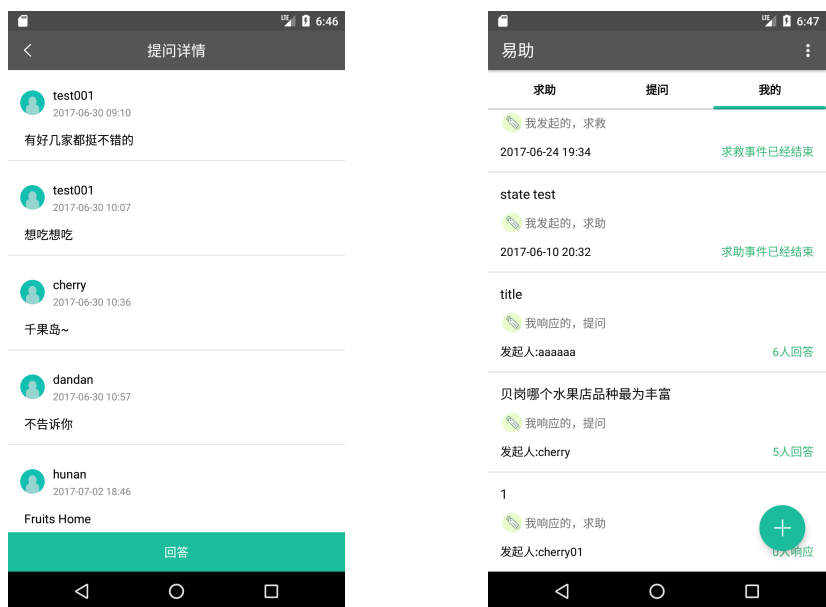 LTE 6:46
提问详情
test001
2017-06-30 09:10
有好几家都挺不错的
test001
2017-06-30 10:07
想吃想吃
cherry
2017-06-30 10:36
千果岛~
dandan
2017-06-30 10:57
不告诉你
hunan
2017-07-02 18:46
Fruits Home
回答
LTE 6:47
易助
求助 提问 我的
我发起的，求救
2017-06-24 19:34 求救事件已经结束
state test
我发起的，求助
2017-06-10 20:32 求助事件已经结束
title
我响应的，提问
发起人:aaaaaa 6人回答
贝岗哪个水果店品种最为丰富
我响应的，提问
发起人:cherry 5人回答
1
我响应的，求助
发起人:cherry01 0人响应